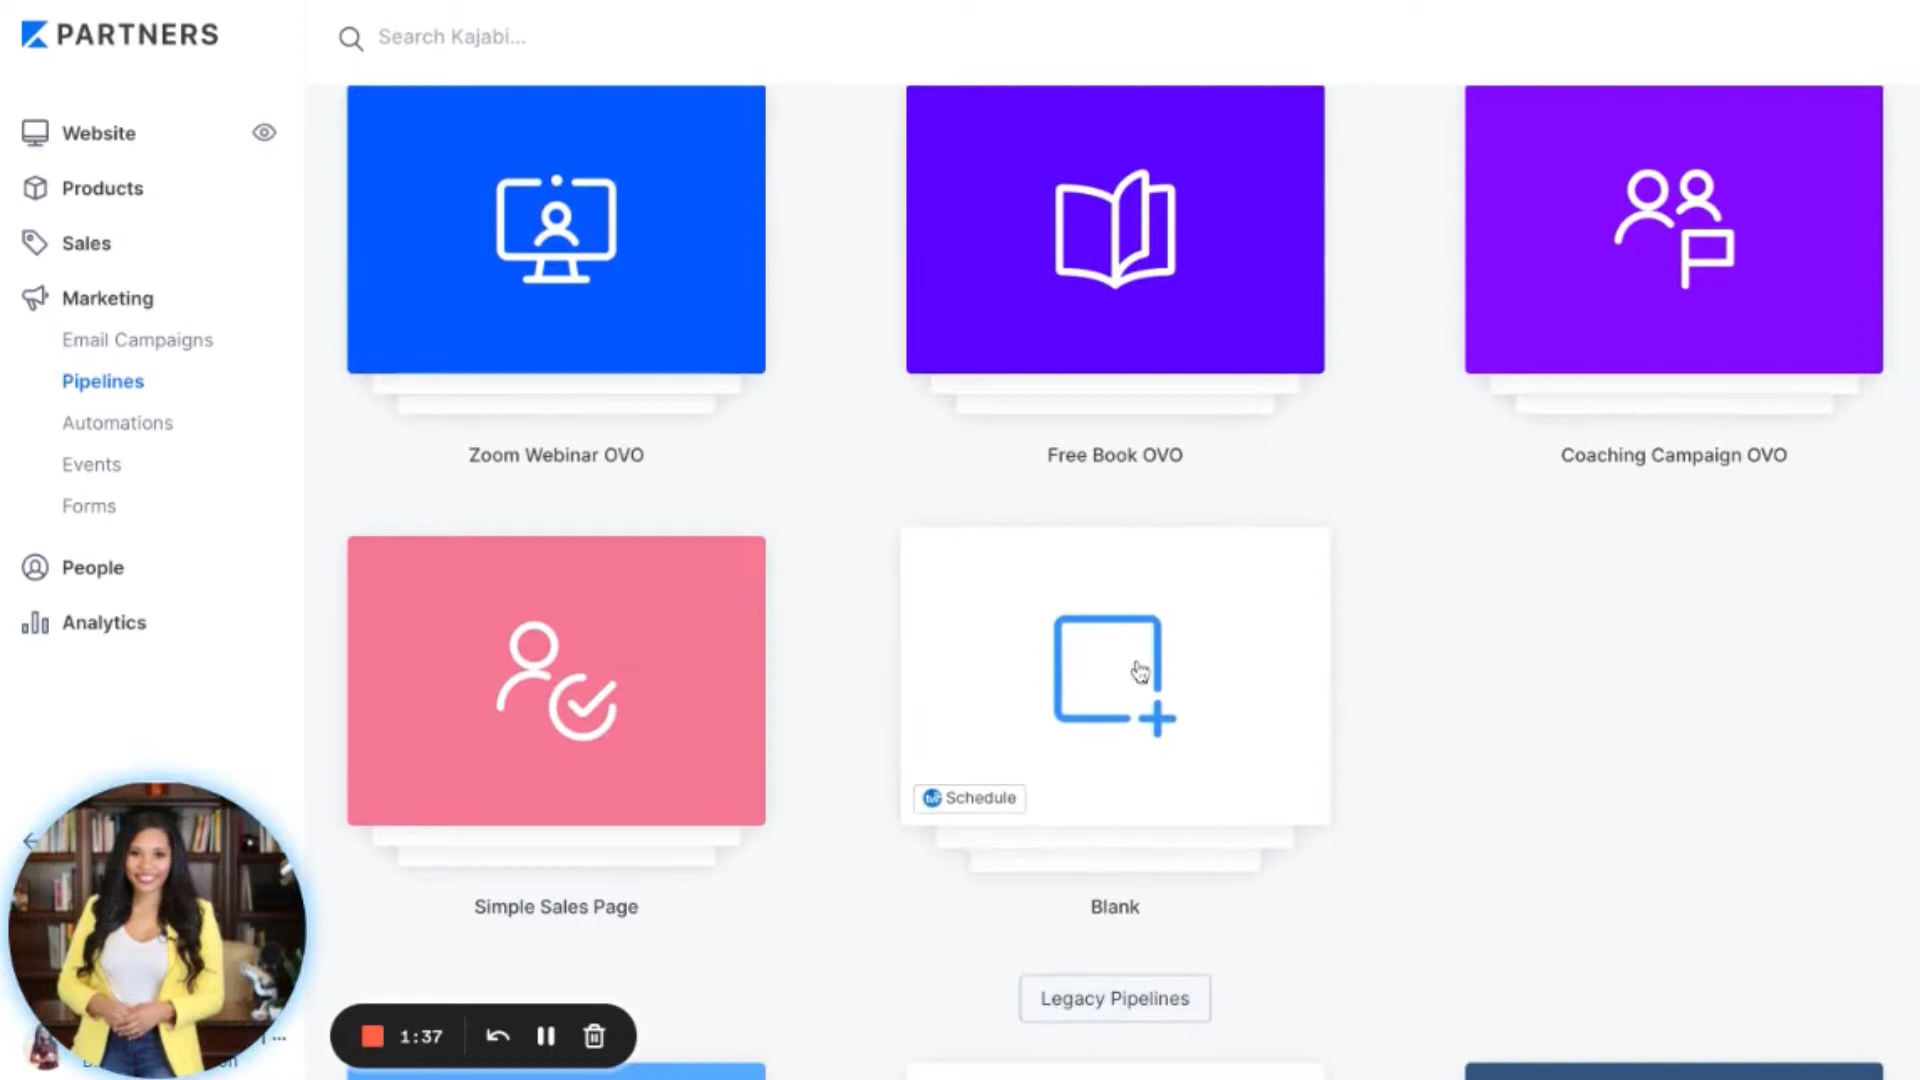 PARTNERS
Search Kajabi...
Website
Products
Sales
Marketing
Email Campaigns
Pipelines
Automations
Events
Forms
People
Analytics
Zoom Webinar OVO
Free Book OVO
Coaching Campaign OVO
Schedule
Simple Sales Page
Blank
Legacy Pipelines
1:37